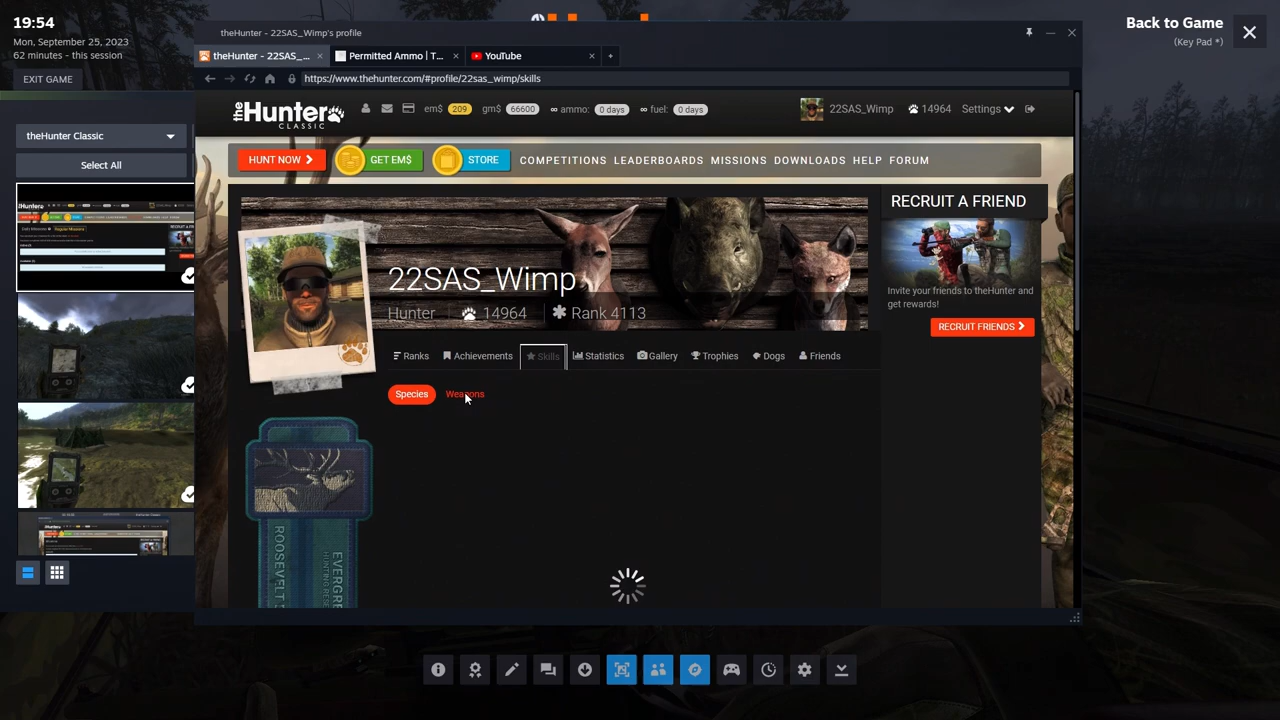 19:54
Mon, September 25, 2023
62 minutes - this session
EXIT GAME
Back to Game
(Key Pad *)
theHunter Classic
Select All
theHunter - 22SAS_Wimp's profile
theHunter - 22SAS_...
Permitted Ammo | T...
YouTube
https://www.thehunter.com/#profile/22sas_wimp/skills
theHunter CLASSIC
em$ 209 gm$ 66600 ∞ ammo: 0 days ∞ fuel: 0 days
22SAS_Wimp 14964 Settings
HUNT NOW GET EM$ STORE COMPETITIONS LEADERBOARDS MISSIONS DOWNLOADS HELP FORUM
RECRUIT A FRIEND
Invite your friends to theHunter and
get rewards!
RECRUIT FRIENDS
22SAS_Wimp
Hunter 14964 Rank 4113
Ranks Achievements Skills Statistics Gallery Trophies Dogs Friends
Species Weapons
ROOSEVELT
EVERGRE